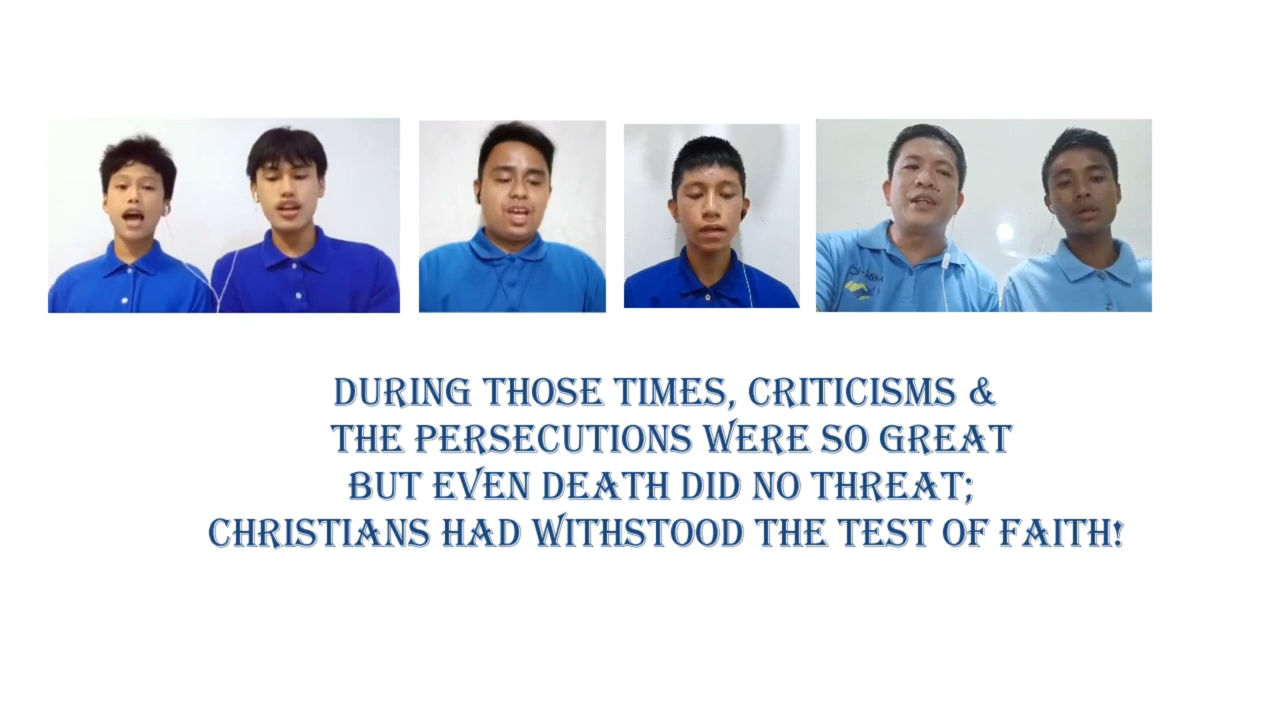 DURING THOSE TIMES, CRITICISMS &
THE PERSECUTIONS WERE SO GREAT
BUT EVEN DEATH DID NO THREAT;
CHRISTIANS HAD WITHSTOOD THE TEST OF FAITH!